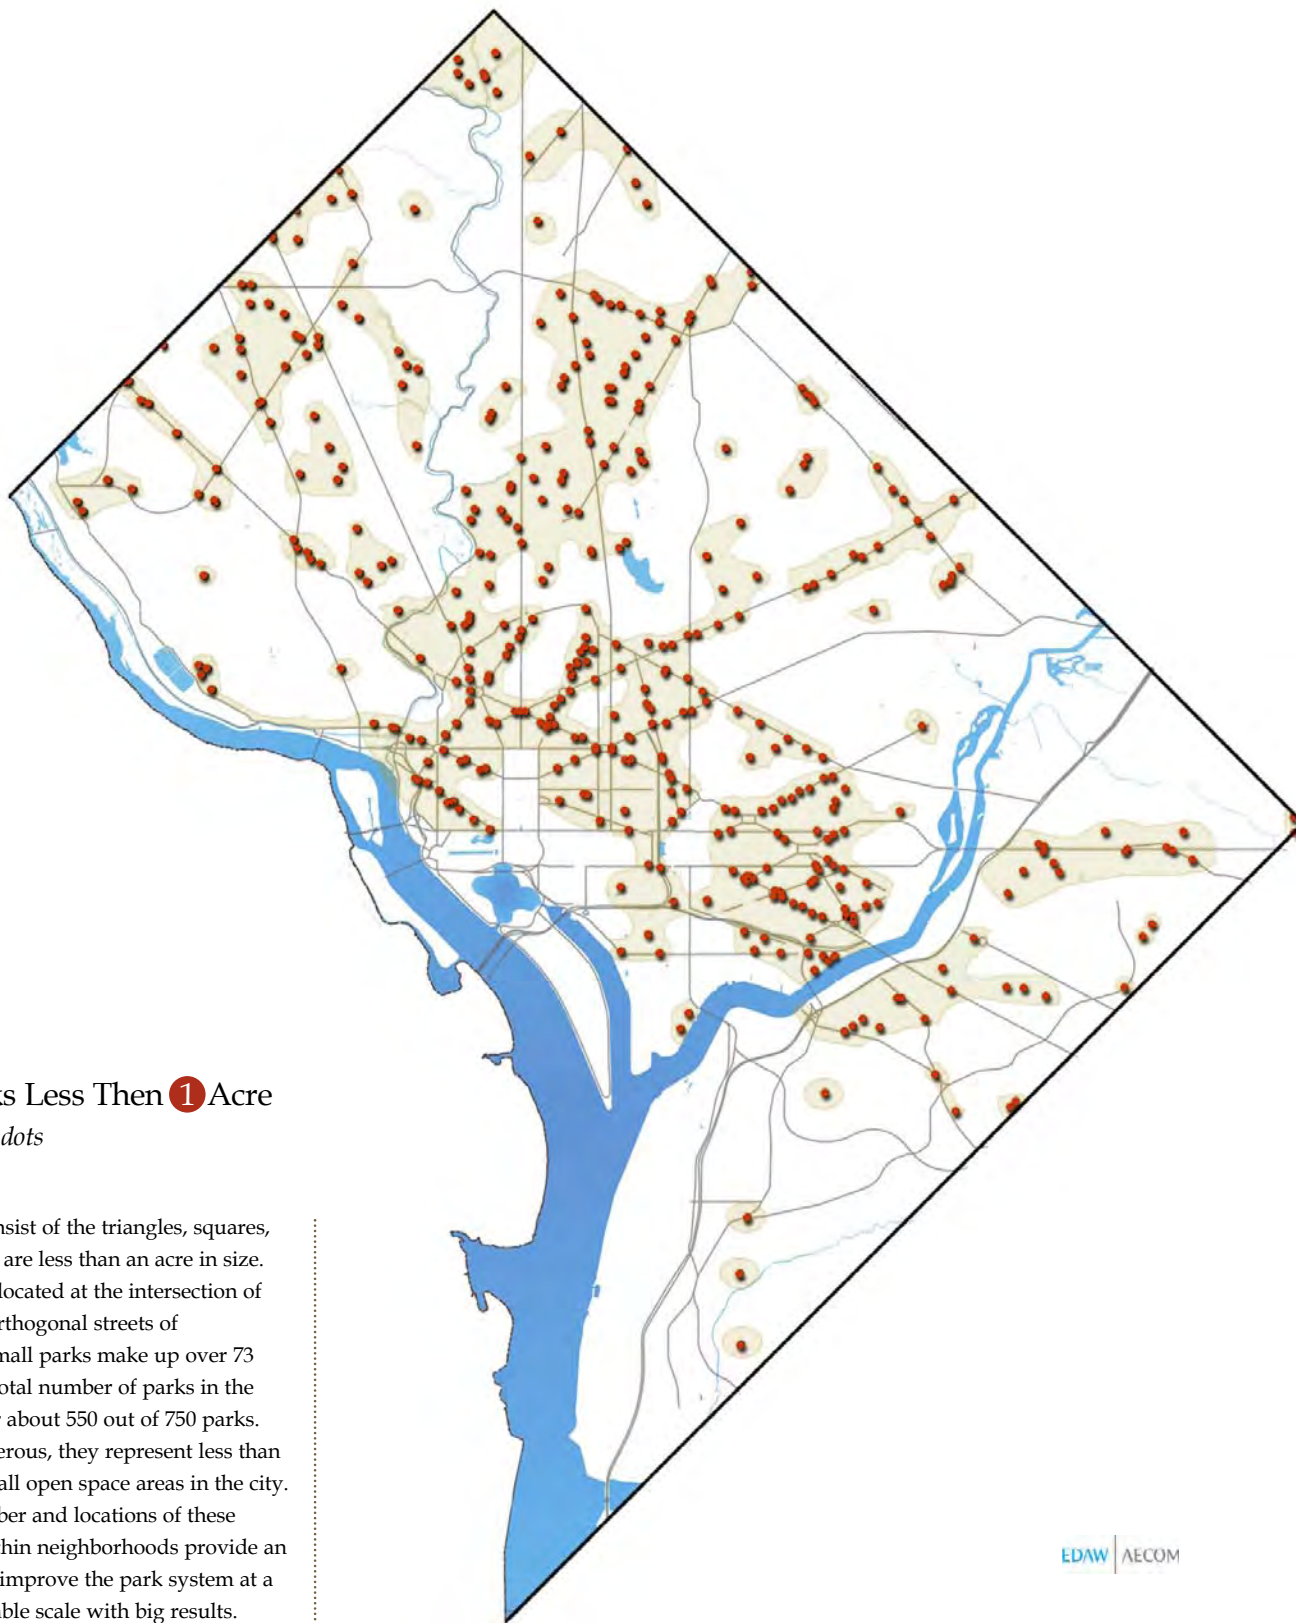 s Less Then 1 Acre
dots
nsist of the triangles, squares,
are less than an acre in size.
located at the intersection of
rthogonal streets of
mall parks make up over 73
otal number of parks in the
r about 550 out of 750 parks.
erous, they represent less than
all open space areas in the city.
ber and locations of these
thin neighborhoods provide an
improve the park system at a
ble scale with big results.
EDAW | AECOM